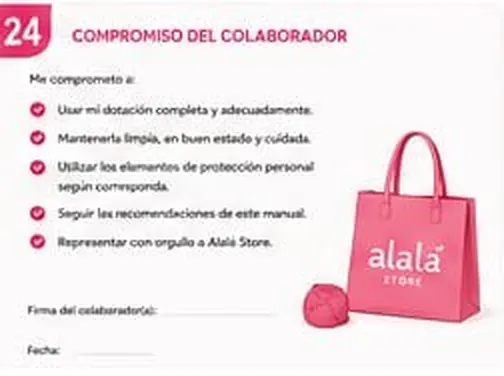 24
COMPROMISO DEL COLABORADOR
Me comprometo a:
Usar mi dotación completa y adecuadamente.
Mantenerla limpia, en buen estado y cuidada.
Utilizar los elementos de protección personal
según corresponda.
Seguir las recomendaciones de este manual.
Representar con orgullo a Alalá Store.
alalá
STORE
Firma del colaborador(a):
Fecha: